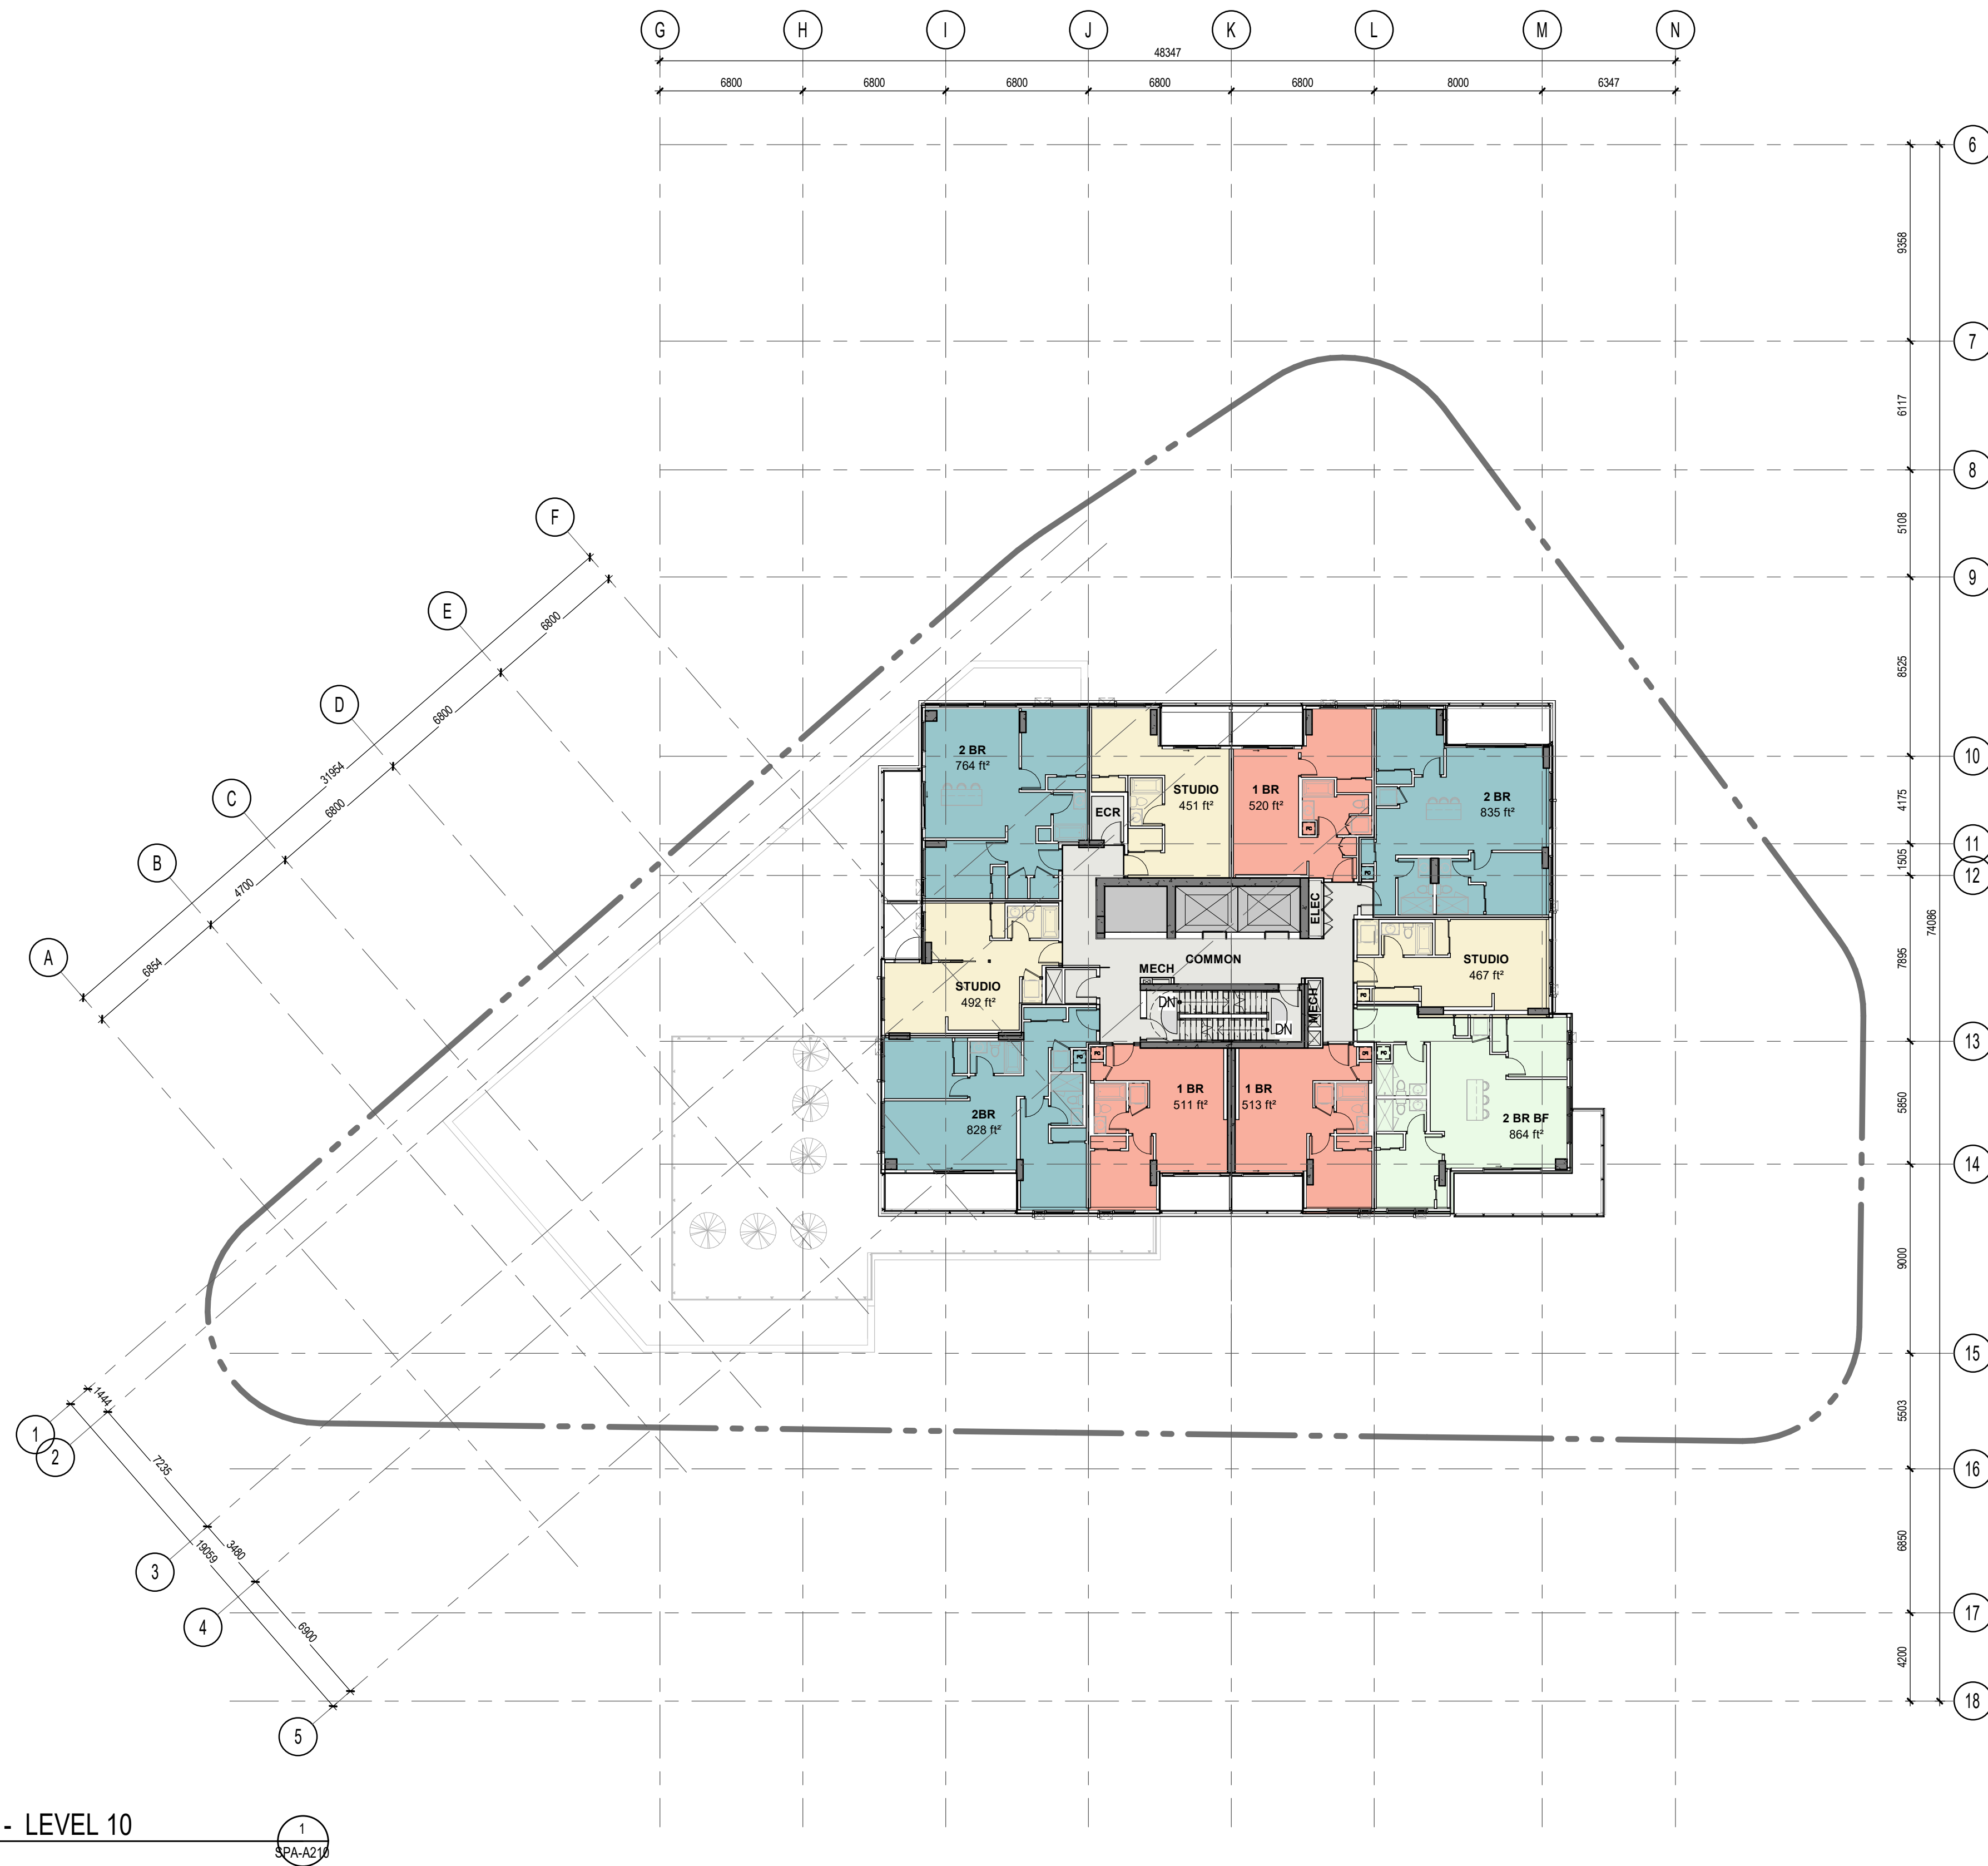 G H I J K L M N
48347
6800 6800 6800 6800 6800 8000 6347
6
9358
7
6117
8
5108
F
9
6800
E
8525
6800
D
31954
10
2 BR
764 ft²
STUDIO
451 ft²
1 BR
520 ft²
2 BR
835 ft²
C
6800
4175
ECR
11
B
1505
12
4700
ELEC
74086
A
6854
7895
MECH
COMMON
STUDIO
467 ft²
STUDIO
492 ft²
DN
MECH
DN
13
1 BR
511 ft²
1 BR
513 ft²
2BR
828 ft²
2 BR BF
864 ft²
5850
14
9000
15
1444
1
2
5503
7235
16
3480
19059
3
6850
4
6900
17
4200
5
18
- LEVEL 10
1
SPA-A210